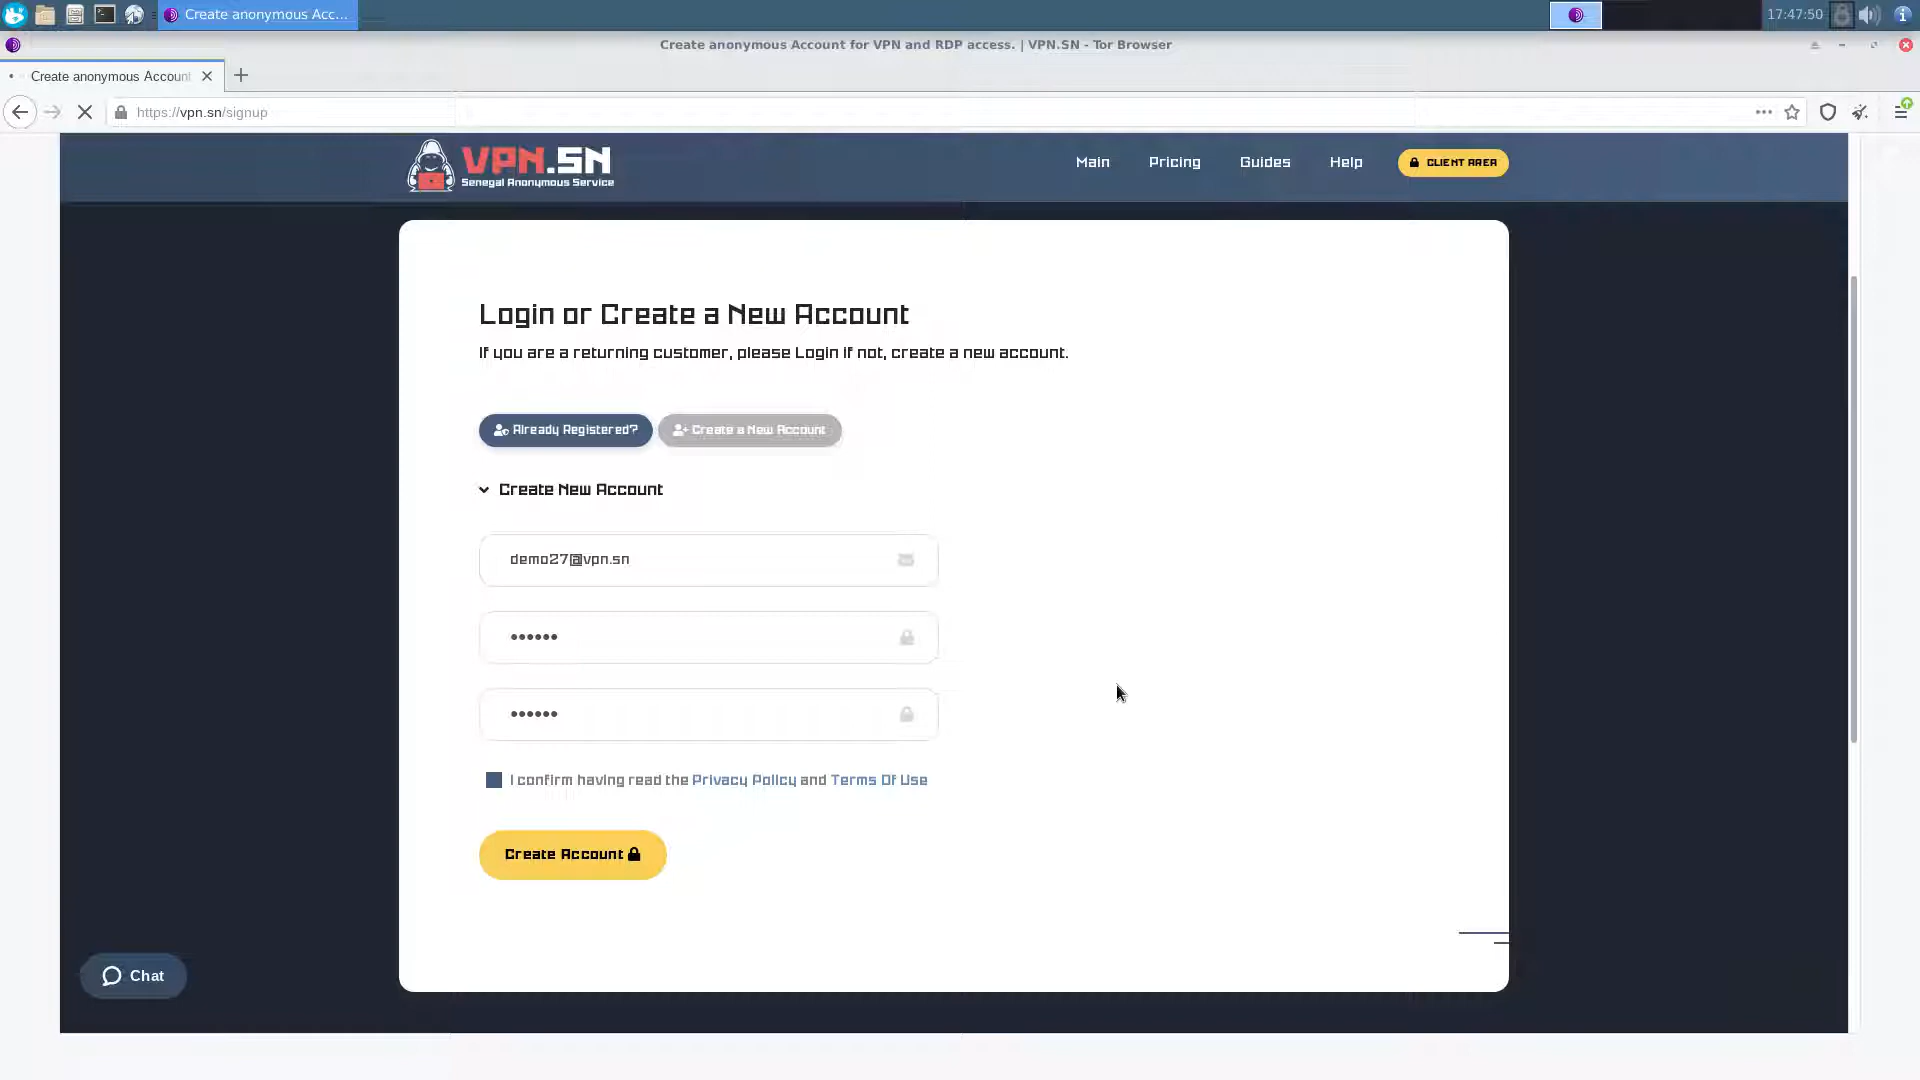 Create anonymous Acc...
17:47:50
Create anonymous Account for VPN and RDP access. | VPN.SN - Tor Browser
Create anonymous Account
https://vpn.sn/signup
VPN.SN
Senegal Anonymous Service
Main
Pricing
Guides
Help
CLIENT AREA
Login or Create a New Account
If you are a returning customer, please Login if not, create a new account.
Already Registered?
Create a New Account
Create New Account
demo27@vpn.sn
••••••
••••••
I confirm having read the Privacy Policy and Terms Of Use
Create Account
Chat